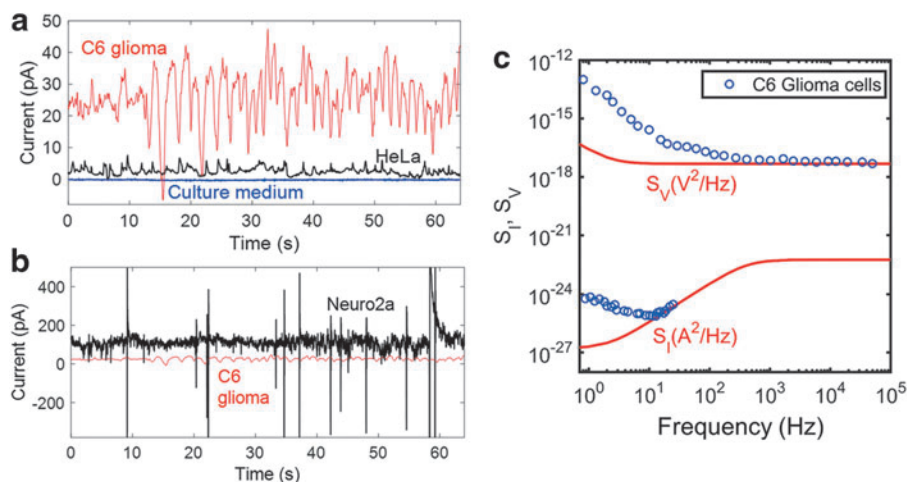 a
50
40
30
20
10
0
Current (pA)
C6 glioma
HeLa
Culture medium
0 10 20 30 40 50 60
Time (s)
b
400
200
0
-200
Current (pA)
Neuro2a
C6
glioma
0 10 20 30 40 50 60
Time (s)
c
10^-12
10^-15
10^-18
10^-21
10^-24
10^-27
S_I, S_V
C6 Glioma cells
S_V(V^2/Hz)
S_I(A^2/Hz)
10^0 10^1 10^2 10^3 10^4 10^5
Frequency (Hz)